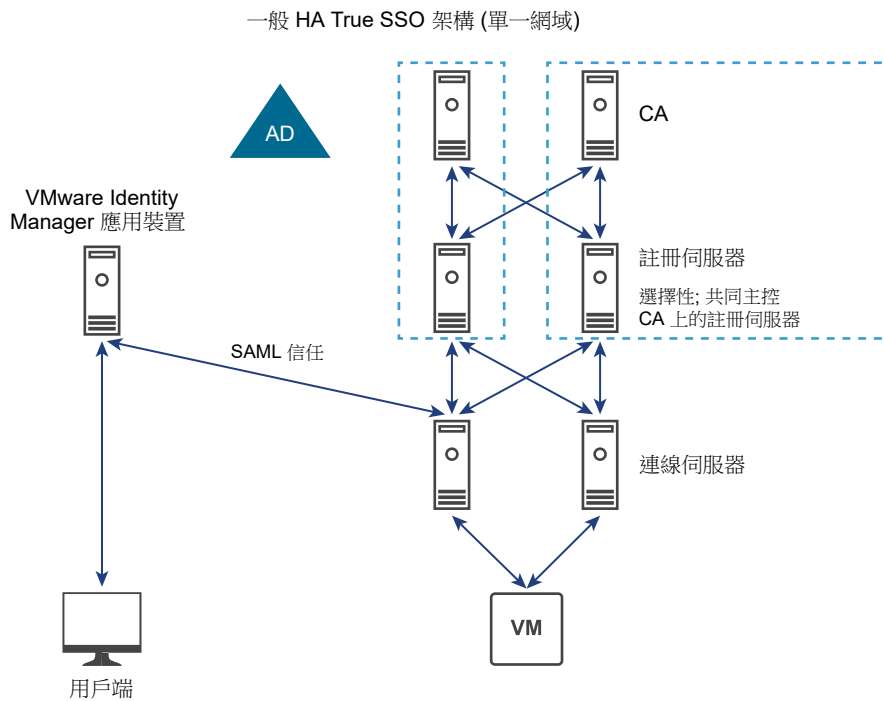 一般 HA True SSO 架構 (單一網域)
AD
CA
VMware Identity
Manager 應用裝置
註冊伺服器
選擇性; 共同主控
CA 上的註冊伺服器
SAML 信任
連線伺服器
VM
用戶端